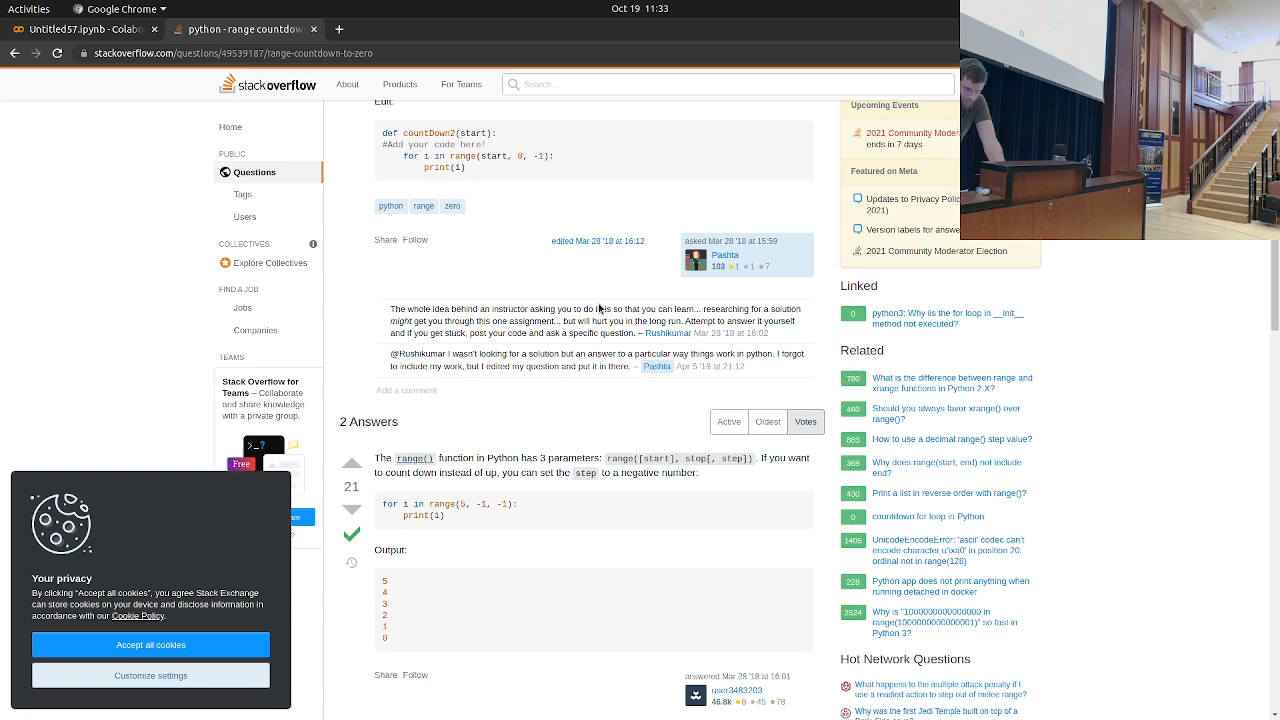 Activities
Google Chrome
Oct 19 11:33
Untitled57.ipynb - Colabo
python - range countdown
stackoverflow.com/questions/49539187/range-countdown-to-zero
stackoverflow
About
Products
For Teams
Search...
Home
PUBLIC
Questions
Tags
Users
COLLECTIVES
Explore Collectives
FIND A JOB
Jobs
Companies
TEAMS
Stack Overflow for
Teams – Collaborate
and share knowledge
with a private group.
>_?
Free
Edit:
def countDown2(start):
#Add your code here!
for i in range(start, 0, -1):
print(i)
python
range
zero
Share Follow
edited Mar 28 '18 at 16:12
asked Mar 28 '18 at 15:59
Pashta
103 1 1 7
The whole idea behind an instructor asking you to do
is so that you can learn... researching for a solution
might get you through this one assignment... but will hurt you in the long run. Attempt to answer it yourself
and if you get stuck, post your code and ask a specific question. – Rushikumar Mar 28 '18 at 16:02
@Rushikumar I wasn't looking for a solution but an answer to a particular way things work in python. I forgot
to include my work, but I edited my question and put it in there. – Pashta Apr 5 '18 at 21:12
Add a comment
2 Answers
Active
Oldest
Votes
21
The range() function in Python has 3 parameters: range([start], stop[, step]). If you want
to count down instead of up, you can set the step to a negative number:
for i in range(5, -1, -1):
print(i)
Output:
5
4
3
2
1
0
Share Follow
answered Mar 28 '18 at 16:01
user3483203
46.8k 8 45 78
Your privacy
By clicking "Accept all cookies", you agree Stack Exchange
can store cookies on your device and disclose information in
accordance with our Cookie Policy.
Accept all cookies
Customize settings
Upcoming Events
2021 Community Modera
ends in 7 days
Featured on Meta
Updates to Privacy Polic
2021)
Version labels for answe
2021 Community Moderator Election
Linked
0
python3: Why iis the for loop in __init__
method not executed?
Related
780
What is the difference between range and
xrange functions in Python 2.X?
460
Should you always favor xrange() over
range()?
883
How to use a decimal range() step value?
369
Why does range(start, end) not include
end?
430
Print a list in reverse order with range()?
0
countdown for loop in Python
1405
UnicodeEncodeError: 'ascii' codec can't
encode character u'\xa0' in position 20:
ordinal not in range(128)
228
Python app does not print anything when
running detached in docker
2524
Why is "1000000000000000 in
range(1000000000000001)" so fast in
Python 3?
Hot Network Questions
What happens to the multiple attack penalty if I
use a readied action to step out of melee range?
Why was the first Jedi Temple built on top of a